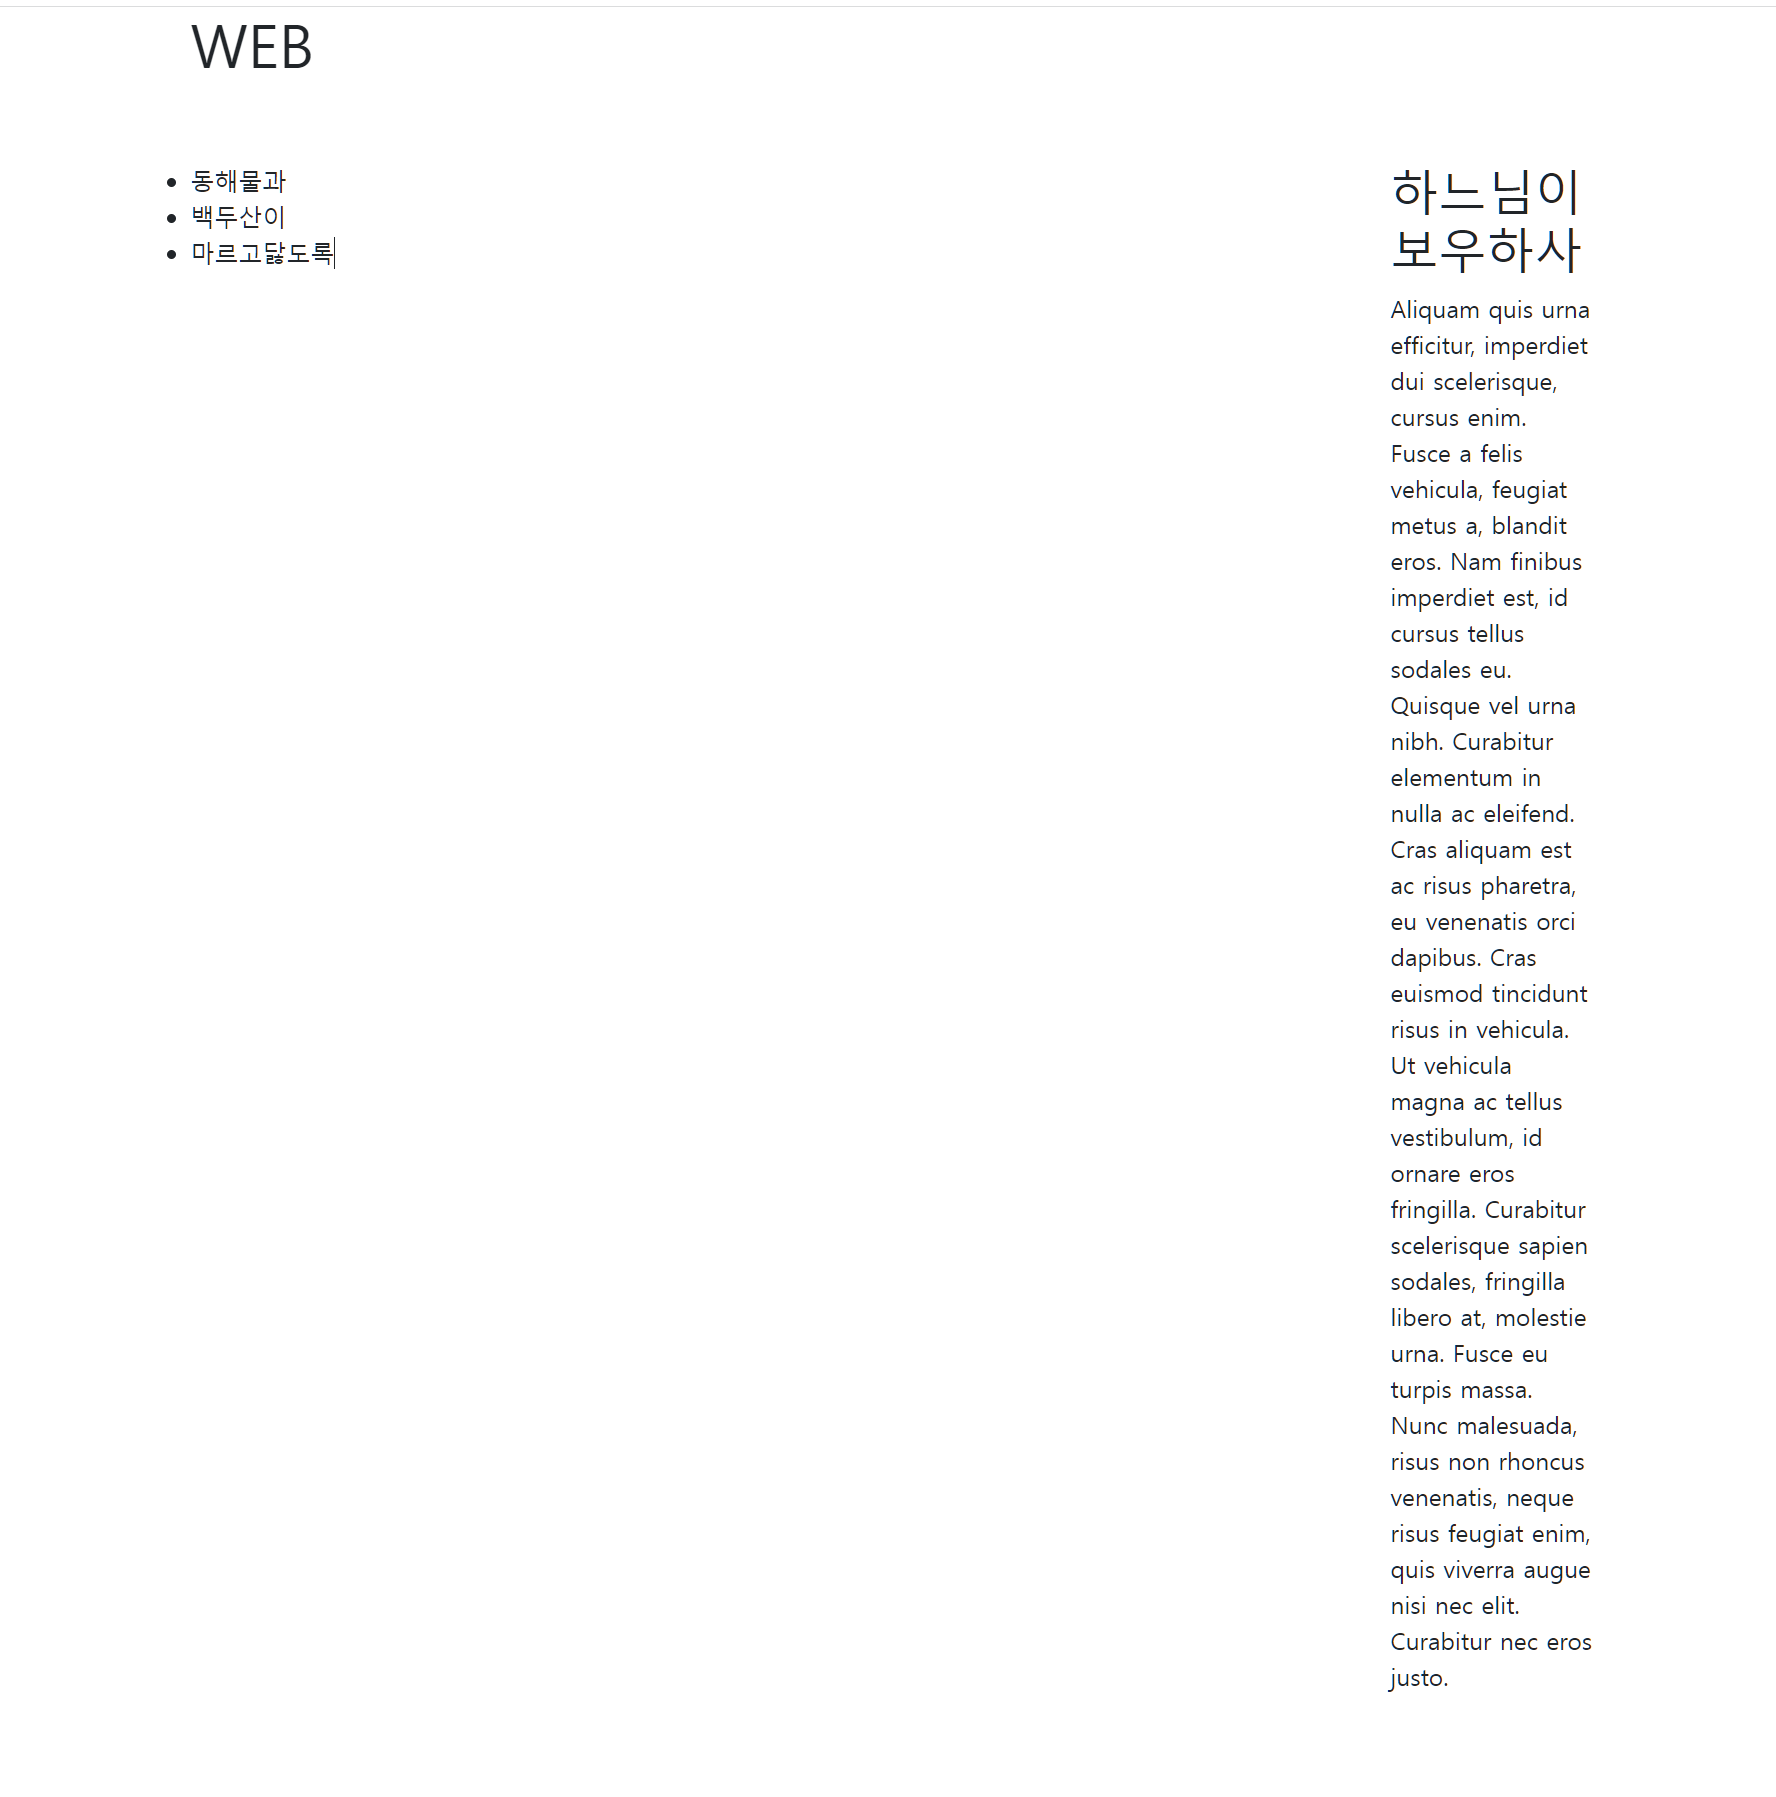 WEB
동해물과
백두산이
마르고닳도록
하느님이
보우하사
Aliquam quis urna
efficitur, imperdiet
dui scelerisque,
cursus enim.
Fusce a felis
vehicula, feugiat
metus a, blandit
eros. Nam finibus
imperdiet est, id
cursus tellus
sodales eu.
Quisque vel urna
nibh. Curabitur
elementum in
nulla ac eleifend.
Cras aliquam est
ac risus pharetra,
eu venenatis orci
dapibus. Cras
euismod tincidunt
risus in vehicula.
Ut vehicula
magna ac tellus
vestibulum, id
ornare eros
fringilla. Curabitur
scelerisque sapien
sodales, fringilla
libero at, molestie
urna. Fusce eu
turpis massa.
Nunc malesuada,
risus non rhoncus
venenatis, neque
risus feugiat enim,
quis viverra augue
nisi nec elit.
Curabitur nec eros
justo.